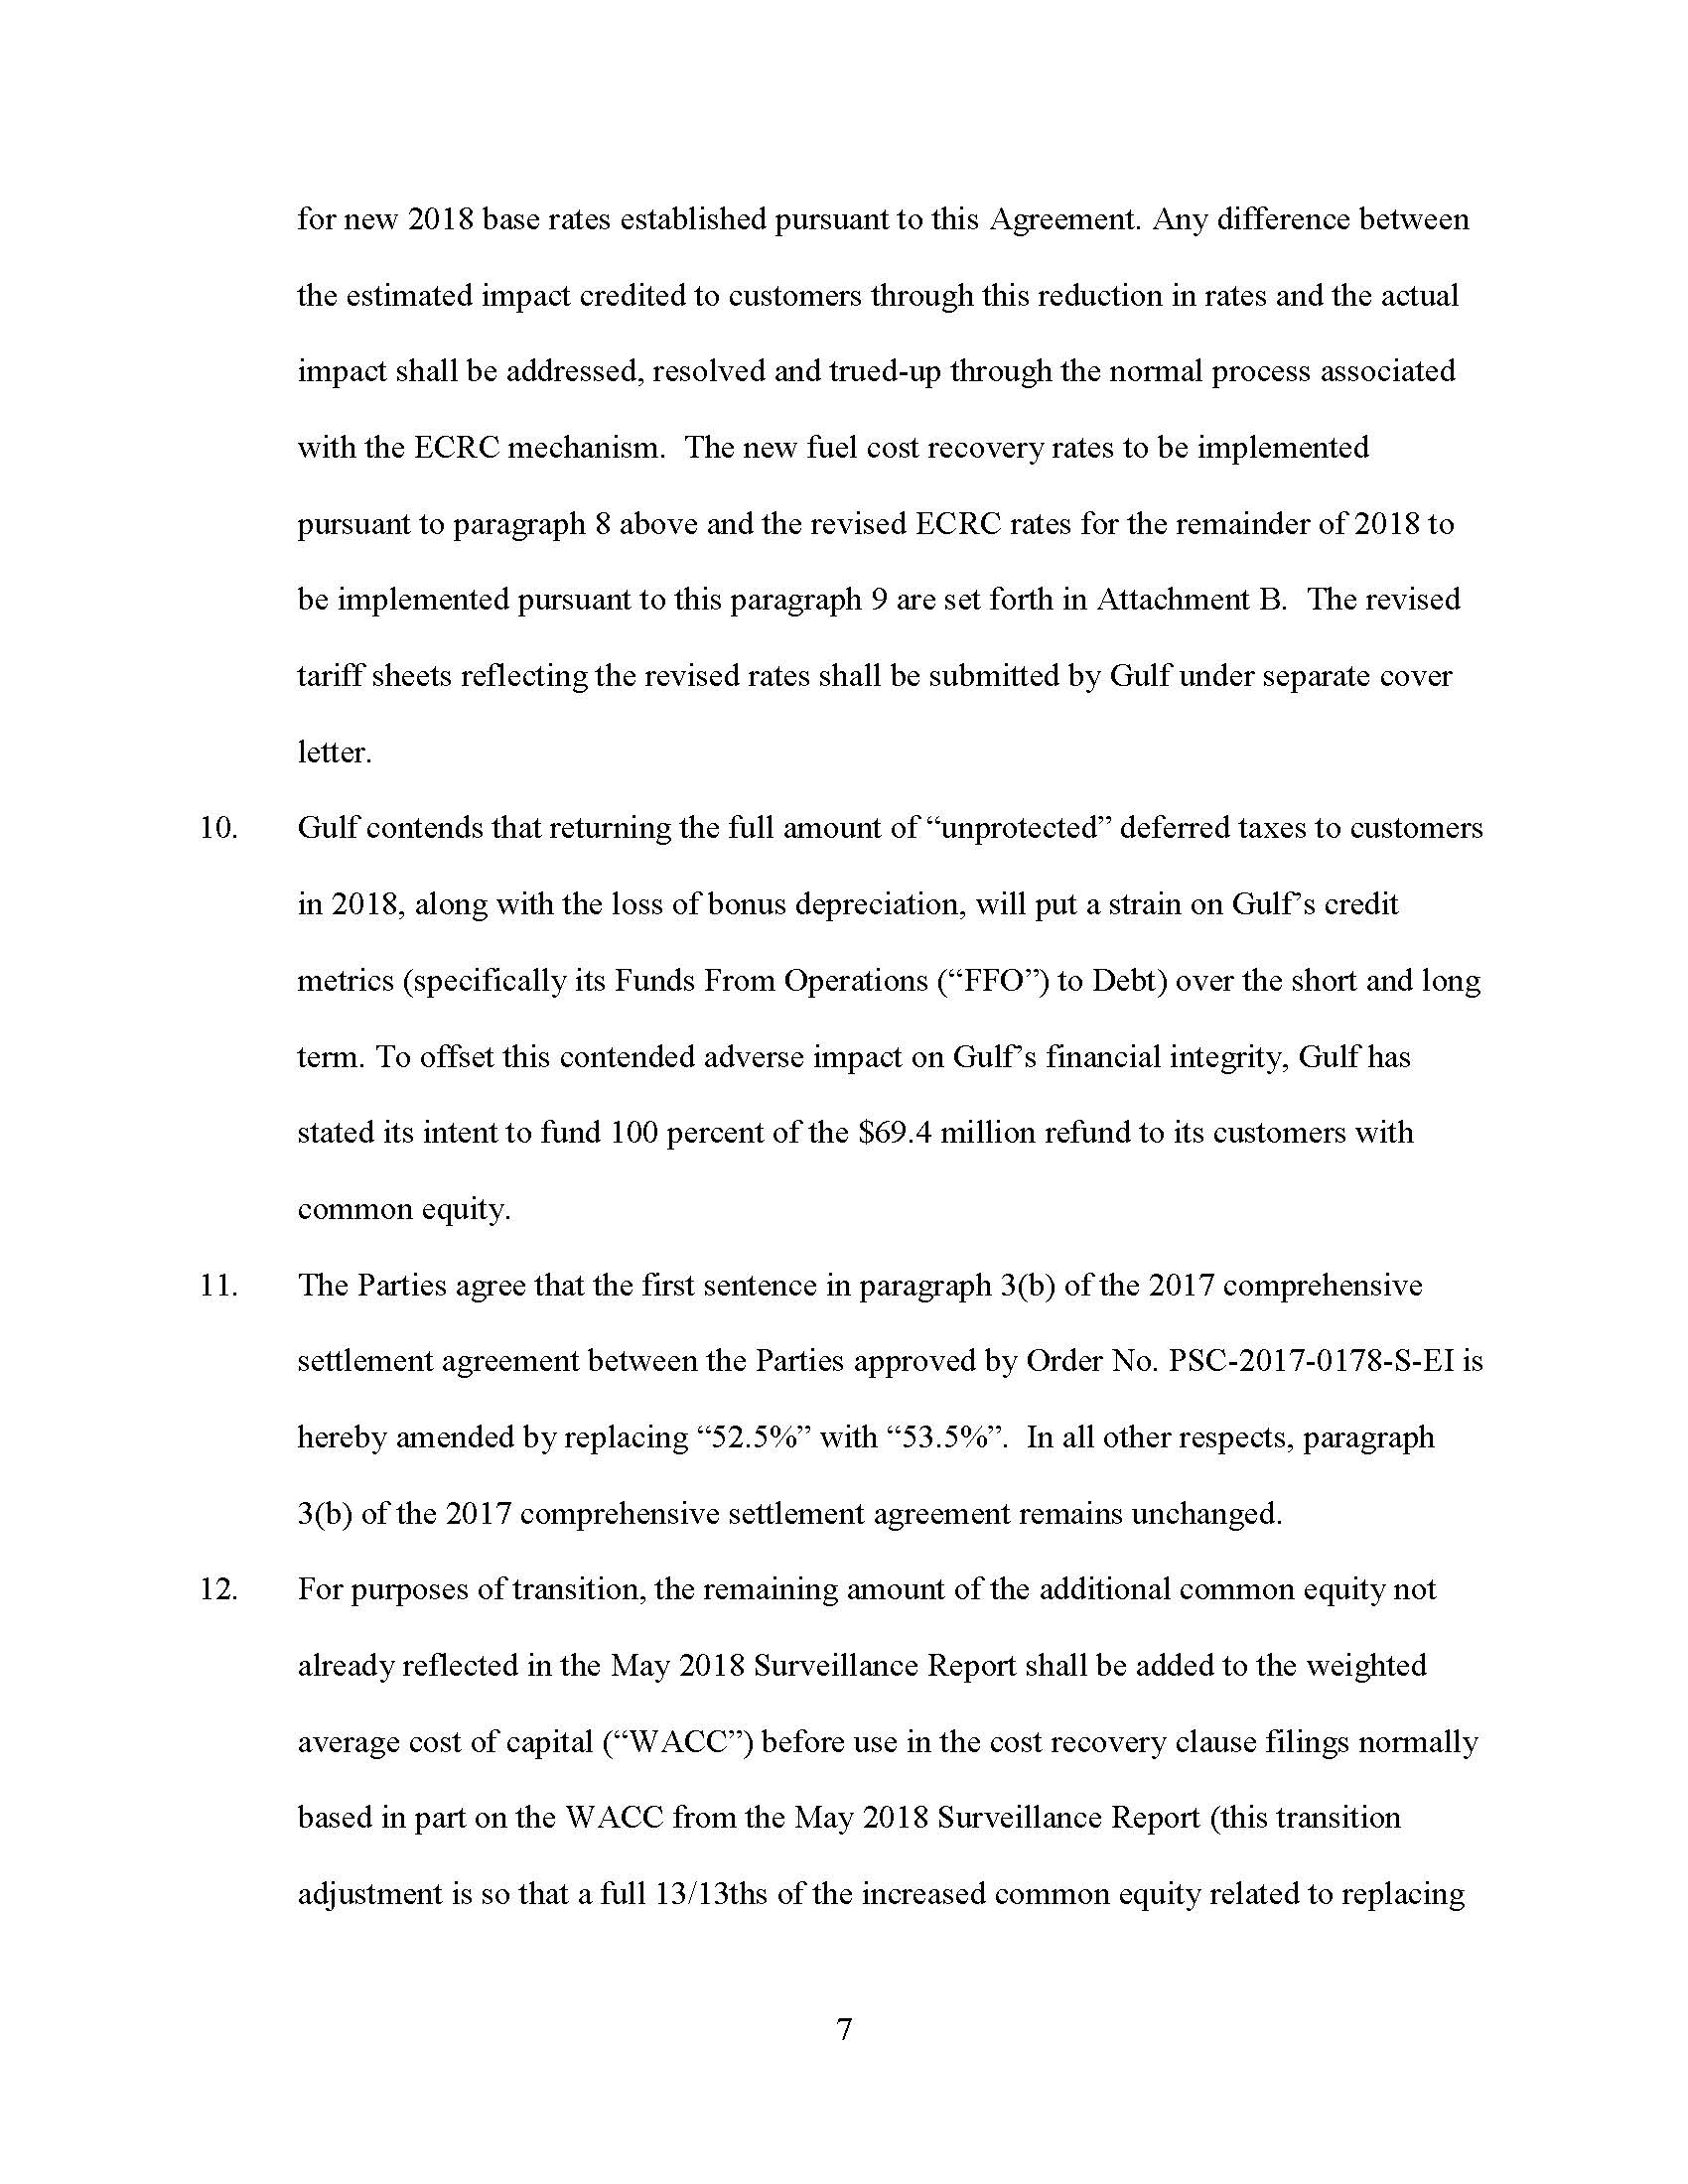 for new 2018 base rates established pursuant to this Agreement. Any difference between
the estimated impact credited to customers through this reduction in rates and the actual
impact shall be addressed, resolved and trued-up through the normal process associated
with the ECRC mechanism.  The new fuel cost recovery rates to be implemented
pursuant to paragraph 8 above and the revised ECRC rates for the remainder of 2018 to
be implemented pursuant to this paragraph 9 are set forth in Attachment B.  The revised
tariff sheets reflecting the revised rates shall be submitted by Gulf under separate cover
letter.
10. Gulf contends that returning the full amount of “unprotected” deferred taxes to customers
in 2018, along with the loss of bonus depreciation, will put a strain on Gulf’s credit
metrics (specifically its Funds From Operations (“FFO”) to Debt) over the short and long
term. To offset this contended adverse impact on Gulf’s financial integrity, Gulf has
stated its intent to fund 100 percent of the $69.4 million refund to its customers with
common equity.
11. The Parties agree that the first sentence in paragraph 3(b) of the 2017 comprehensive
settlement agreement between the Parties approved by Order No. PSC-2017-0178-S-EI is
hereby amended by replacing “52.5%” with “53.5%”.  In all other respects, paragraph
3(b) of the 2017 comprehensive settlement agreement remains unchanged.
12. For purposes of transition, the remaining amount of the additional common equity not
already reflected in the May 2018 Surveillance Report shall be added to the weighted
average cost of capital (“WACC”) before use in the cost recovery clause filings normally
based in part on the WACC from the May 2018 Surveillance Report (this transition
adjustment is so that a full 13/13ths of the increased common equity related to replacing
7